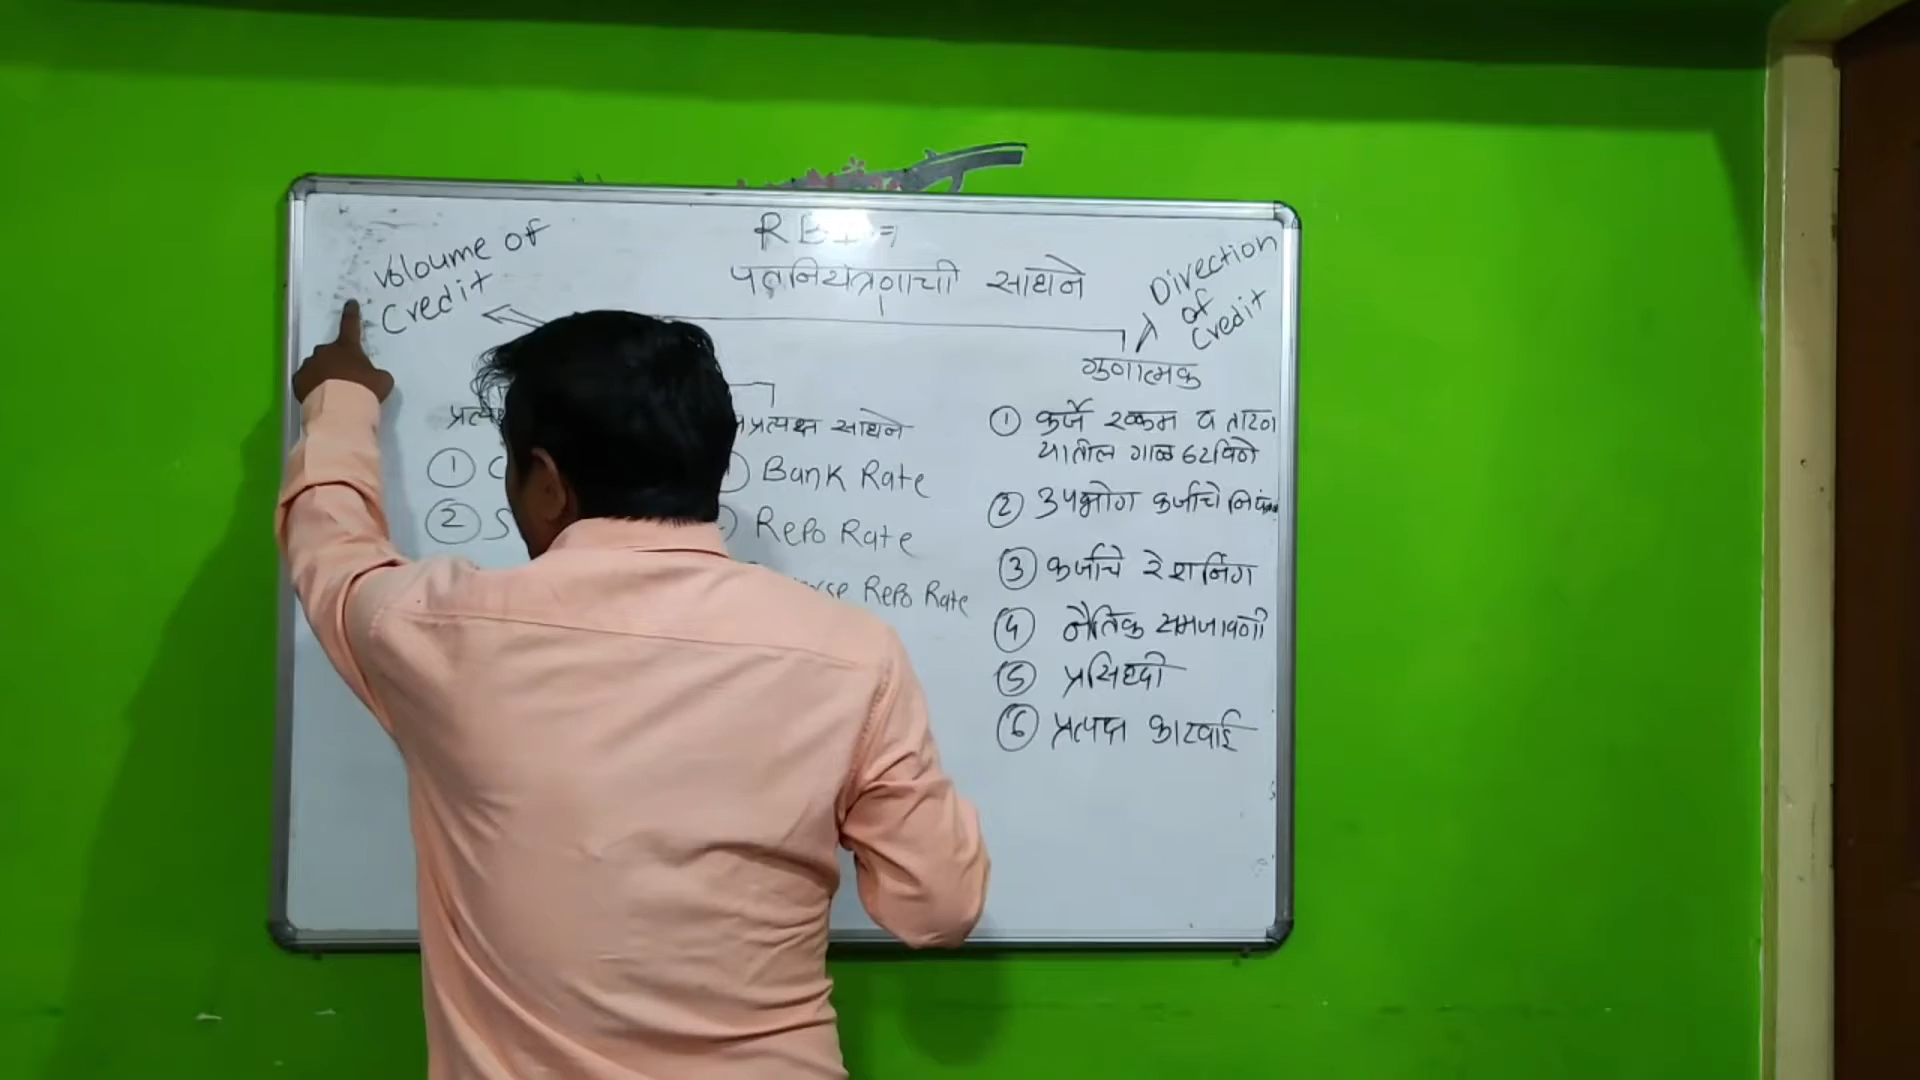 RBI =
पतनियंत्रणाची साधने
Voloume of
Credit
Direction
of
Credit
गुणात्मक
अप्रत्यक्ष साधने
① C
② S
Bank Rate
Repo Rate
Repo Rate
① कर्जे रक्कम व तारण
यातील गाळ ठरविणे
② उपभोग कर्जाचे
③ कर्जाचे रेशनिंग
④ नैतिक समजावणी
⑤ प्रसिध्दी
⑥ प्रत्यक्ष कारवाई